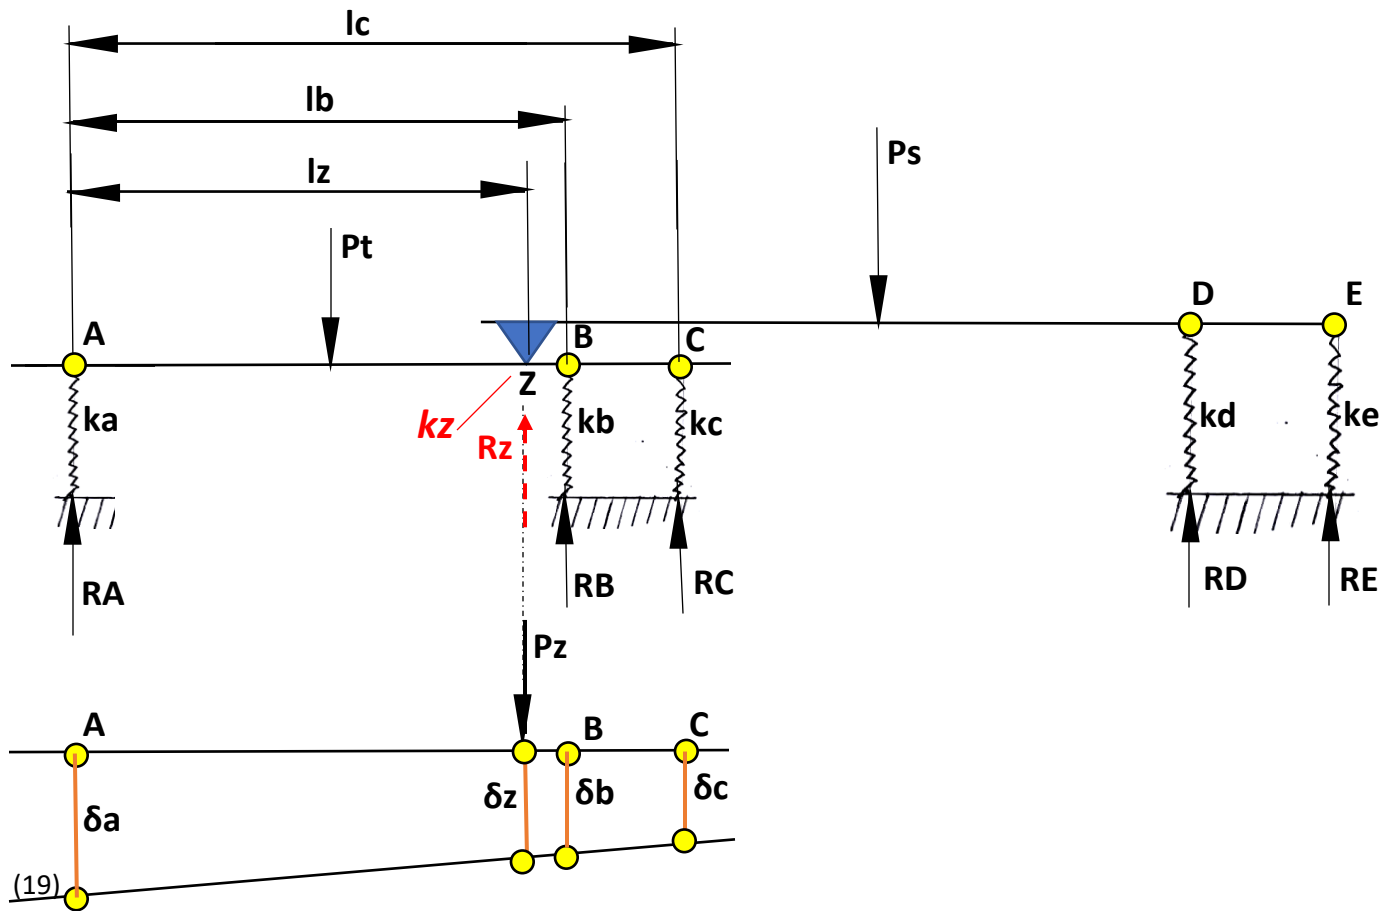 lc
lb
lz
Ps
Pt
A
B
C
D
E
Z
ka
kz
Rz
kb
kc
kd
ke
RA
RB
RC
RD
RE
Pz
A
B
C
δa
δz
δb
δc
(19)